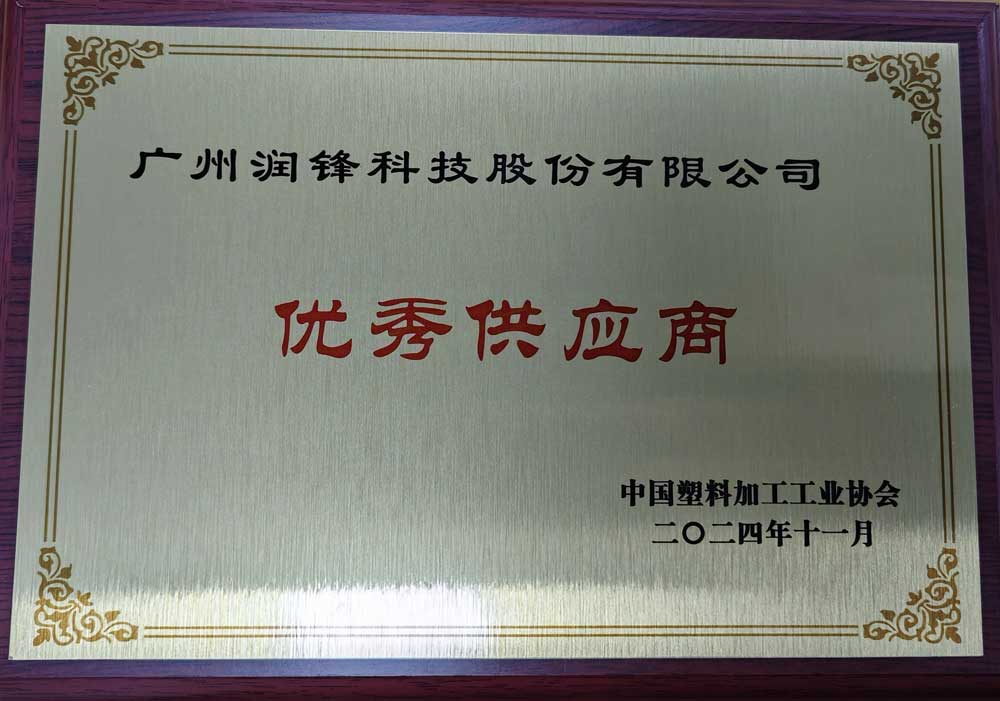 广州润锋科技股份有限公司
优秀供应商
中国塑料加工工业协会
二〇二四年十一月